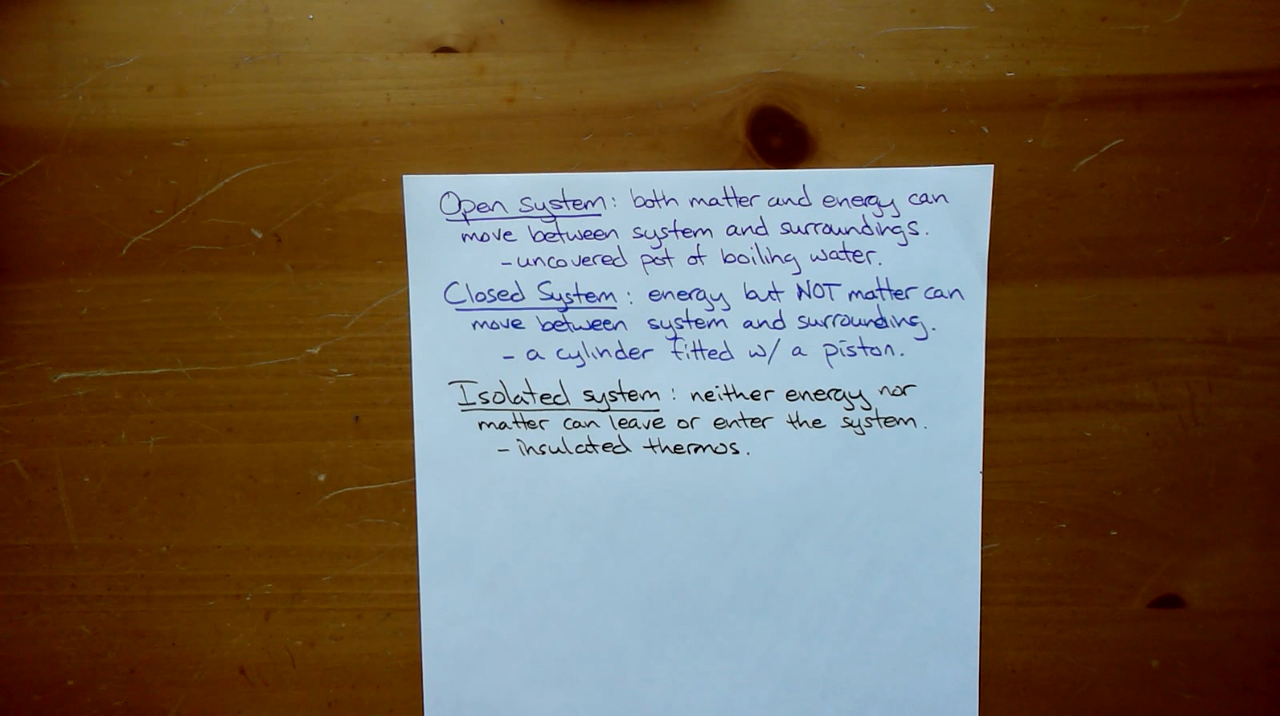 Open system: both matter and energy can
move between system and surroundings.
- uncovered pot of boiling water.
Closed System: energy but NOT matter can
move between system and surrounding.
- a cylinder fitted w/ a piston.
Isolated system: neither energy nor
matter can leave or enter the system.
- insulated thermos.